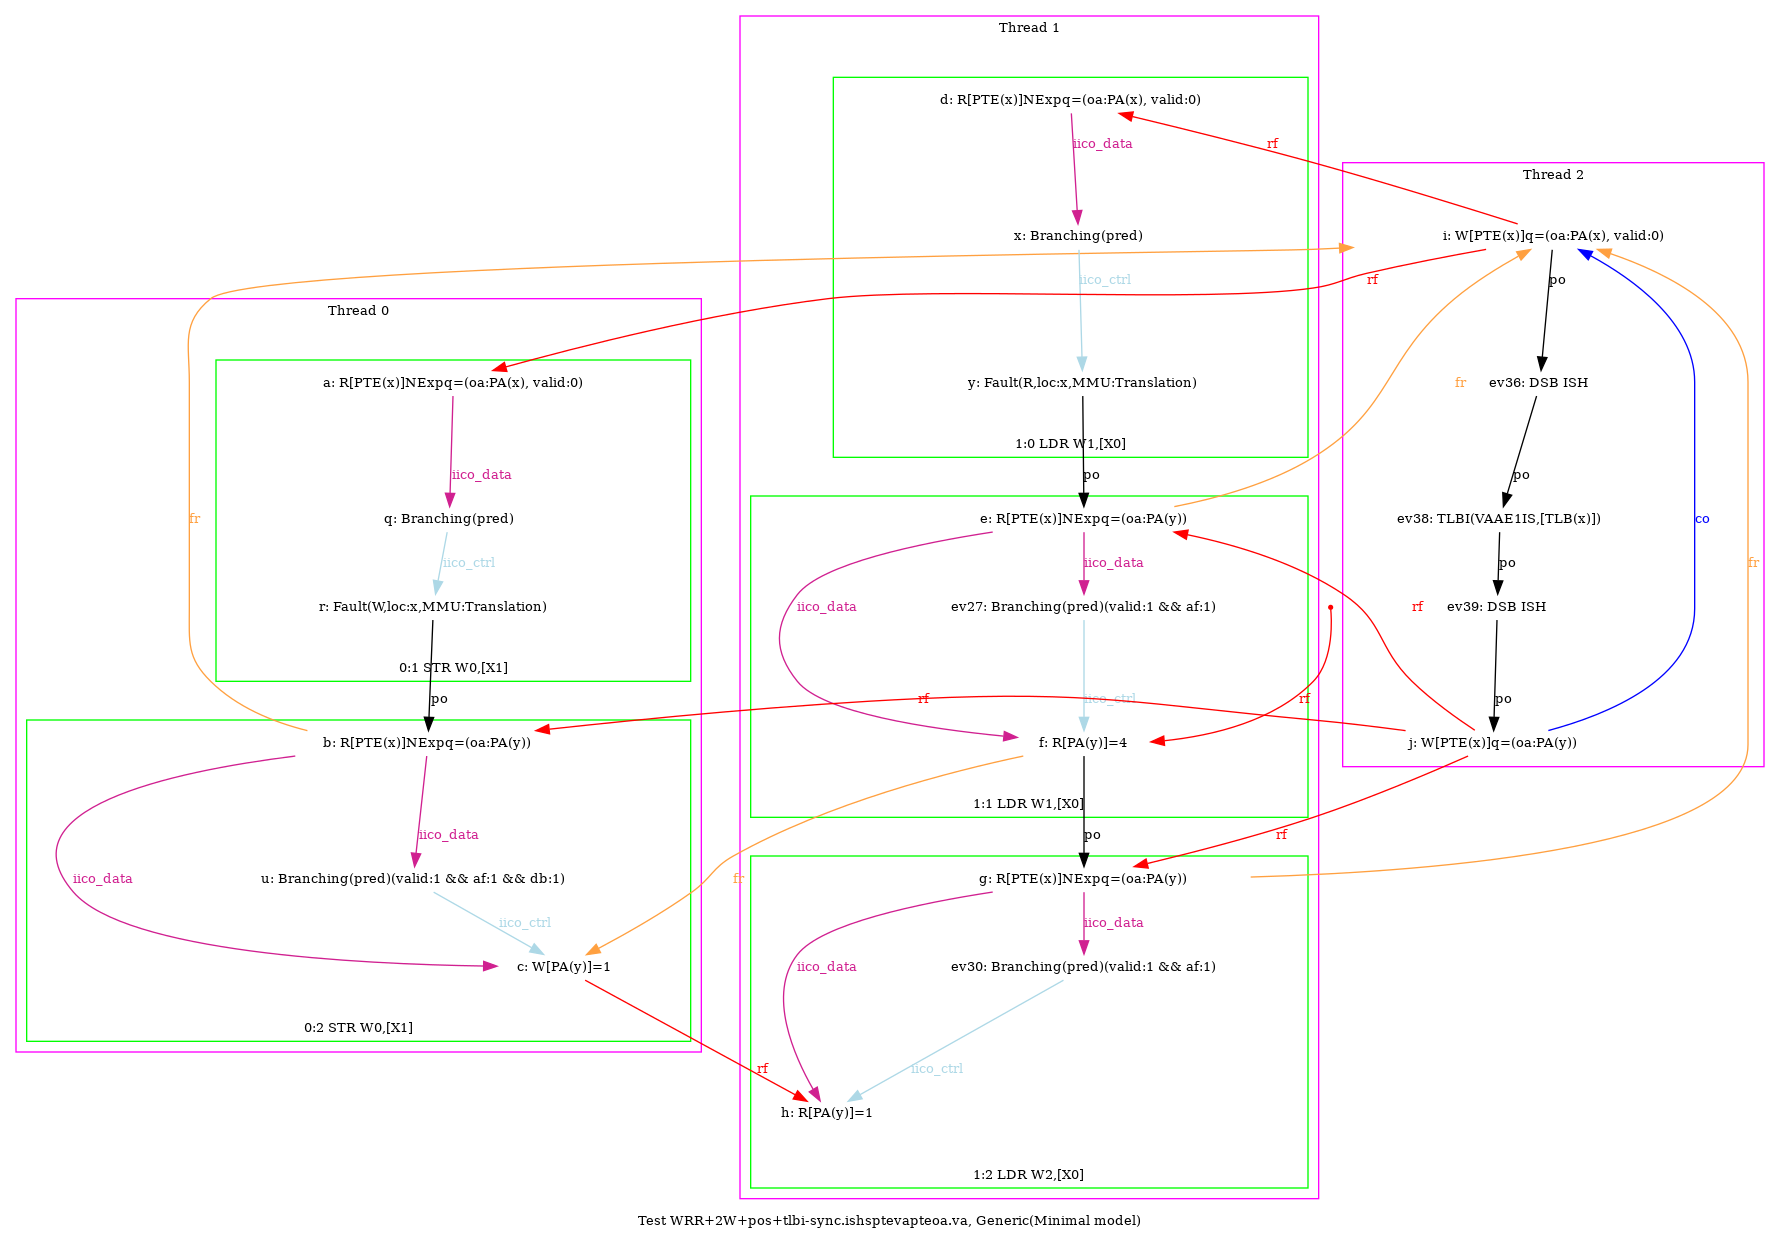 Thread 1
d: R[PTE(x)]NExpq=(oa:PA(x), valid:0)
iico_data
rf
Thread 2
x: Branching(pred)
i: W[PTE(x)]q=(oa:PA(x), valid:0)
iico_ctrl
rf
po
Thread 0
a: R[PTE(x)]NExpq=(oa:PA(x), valid:0)
y: Fault(R,loc:x,MMU:Translation)
fr
ev36: DSB ISH
1:0 LDR W1,[X0]
iico_data
po
po
q: Branching(pred)
fr
e: R[PTE(x)]NExpq=(oa:PA(y))
ev38: TLBI(VAAE1IS,[TLB(x)])
co
iico_ctrl
iico_data
po
fr
r: Fault(W,loc:x,MMU:Translation)
iico_data
ev27: Branching(pred)(valid:1 && af:1)
rf
ev39: DSB ISH
0:1 STR W0,[X1]
po
rf
iico_ctrl
rf
po
b: R[PTE(x)]NExpq=(oa:PA(y))
f: R[PA(y)]=4
j: W[PTE(x)]q=(oa:PA(y))
1:1 LDR W1,[X0]
iico_data
po
rf
iico_data
u: Branching(pred)(valid:1 && af:1 && db:1)
fr
g: R[PTE(x)]NExpq=(oa:PA(y))
iico_ctrl
iico_data
c: W[PA(y)]=1
iico_data
ev30: Branching(pred)(valid:1 && af:1)
0:2 STR W0,[X1]
rf
iico_ctrl
h: R[PA(y)]=1
1:2 LDR W2,[X0]
Test WRR+2W+pos+tlbi-sync.ishsptevapteoa.va, Generic(Minimal model)